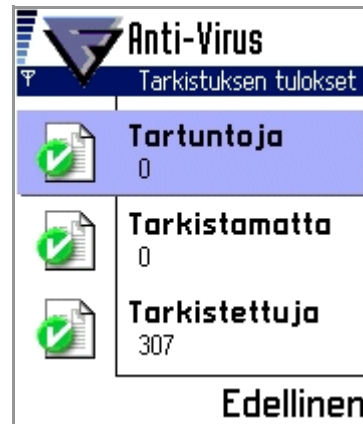 Anti-Virus
Tarkistuksen tulokset
Tartuntoja
0
Tarkistamatta
0
Tarkistettuja
307
Edellinen